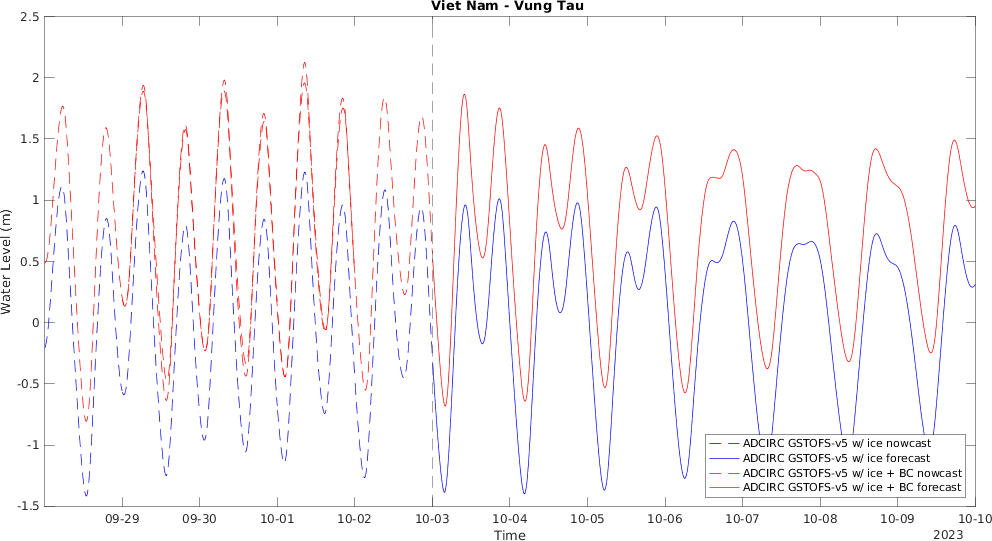 Viet Nam - Vung Tau
2.5
2
1.5
1
0.5
0
-0.5
-1
-1.5
Water Level (m)
ADCIRC GSTOFS-v5 w/ ice nowcast
ADCIRC GSTOFS-v5 w/ ice forecast
ADCIRC GSTOFS-v5 w/ ice + BC nowcast
ADCIRC GSTOFS-v5 w/ ice + BC forecast
09-29 09-30 10-01 10-02 10-03 10-04 10-05 10-06 10-07 10-08 10-09 10-10
Time
2023